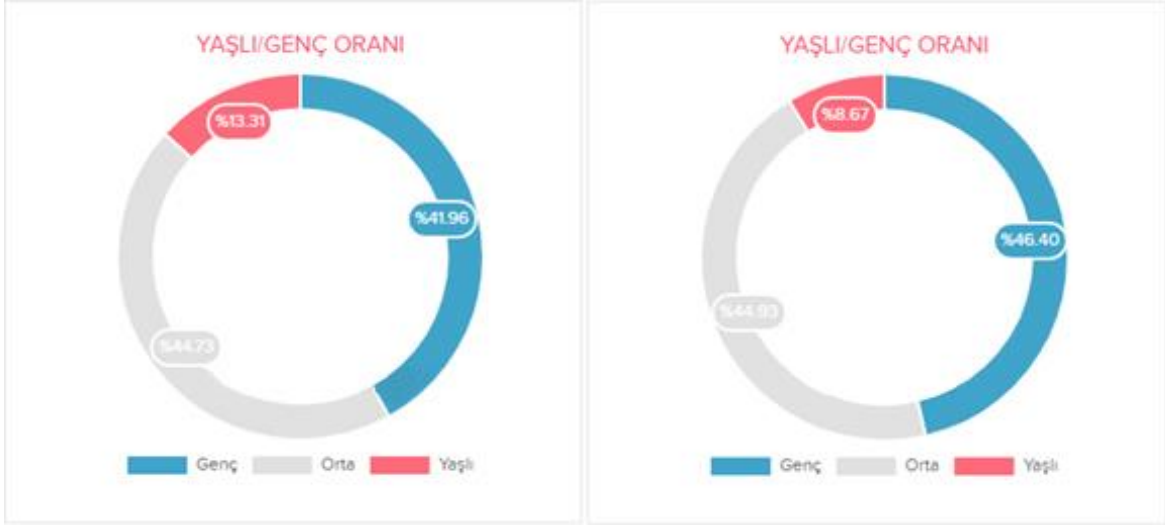 YAŞLI/GENÇ ORANI
%13.31
%41.96
%44.73
Genç Orta Yaşlı
YAŞLI/GENÇ ORANI
%8.67
%46.40
%44.93
Genç Orta Yaşlı